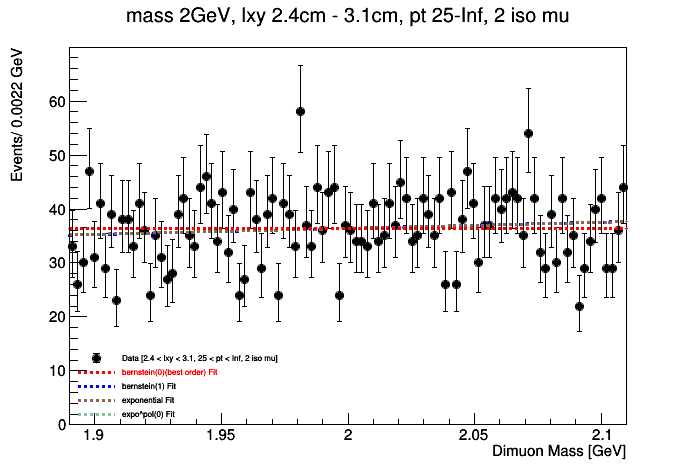 mass 2GeV, lxy 2.4cm - 3.1cm, pt 25-Inf, 2 iso mu
Events/ 0.0022 GeV
60
50
40
30
20
10
0
Data [2.4 < lxy < 3.1, 25 < pt < Inf, 2 iso mu]
bernstein(0)(best order) Fit
bernstein(1) Fit
exponential Fit
expo*pol(0) Fit
1.9
1.95
2
2.05
2.1
Dimuon Mass [GeV]